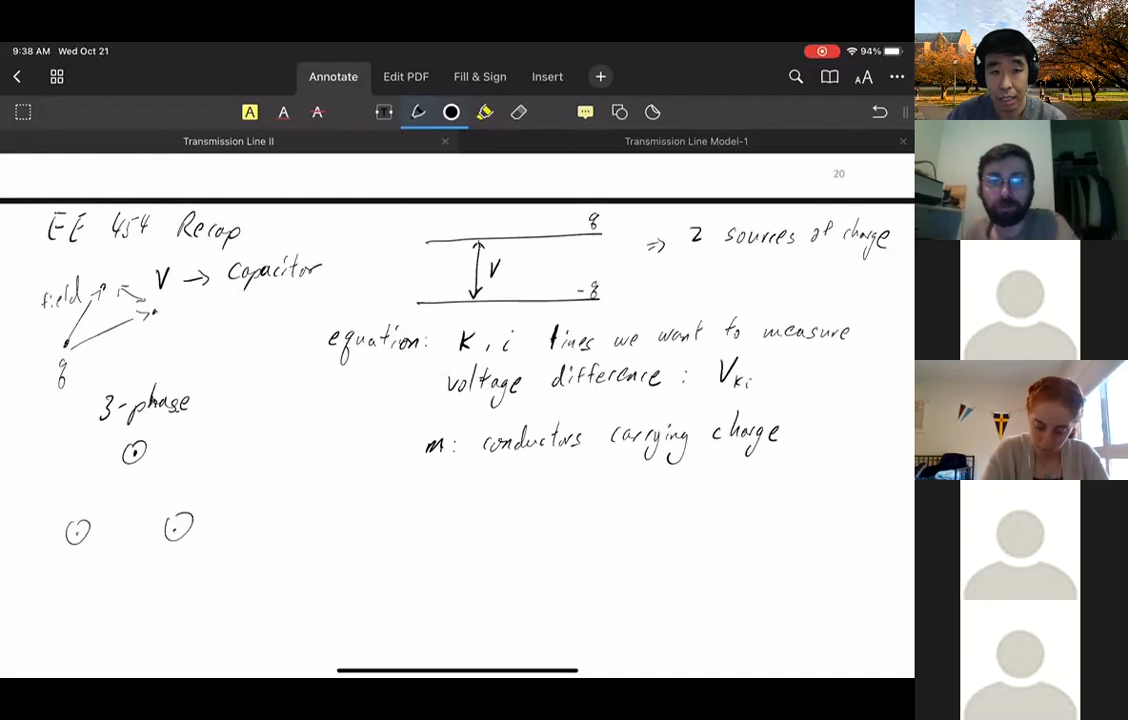 9:38 AM Wed Oct 21
94%
Annotate Edit PDF Fill & Sign Insert
AA
A A A T
Transmission Line II
Transmission Line Model-1
20
EE 454 Recap
q
V
-q
⇒ 2 sources of charge
field
V → Capacitor
q
equation: K, i lines we want to measure
voltage difference: Vki
3-phase
m: conductors carrying charge